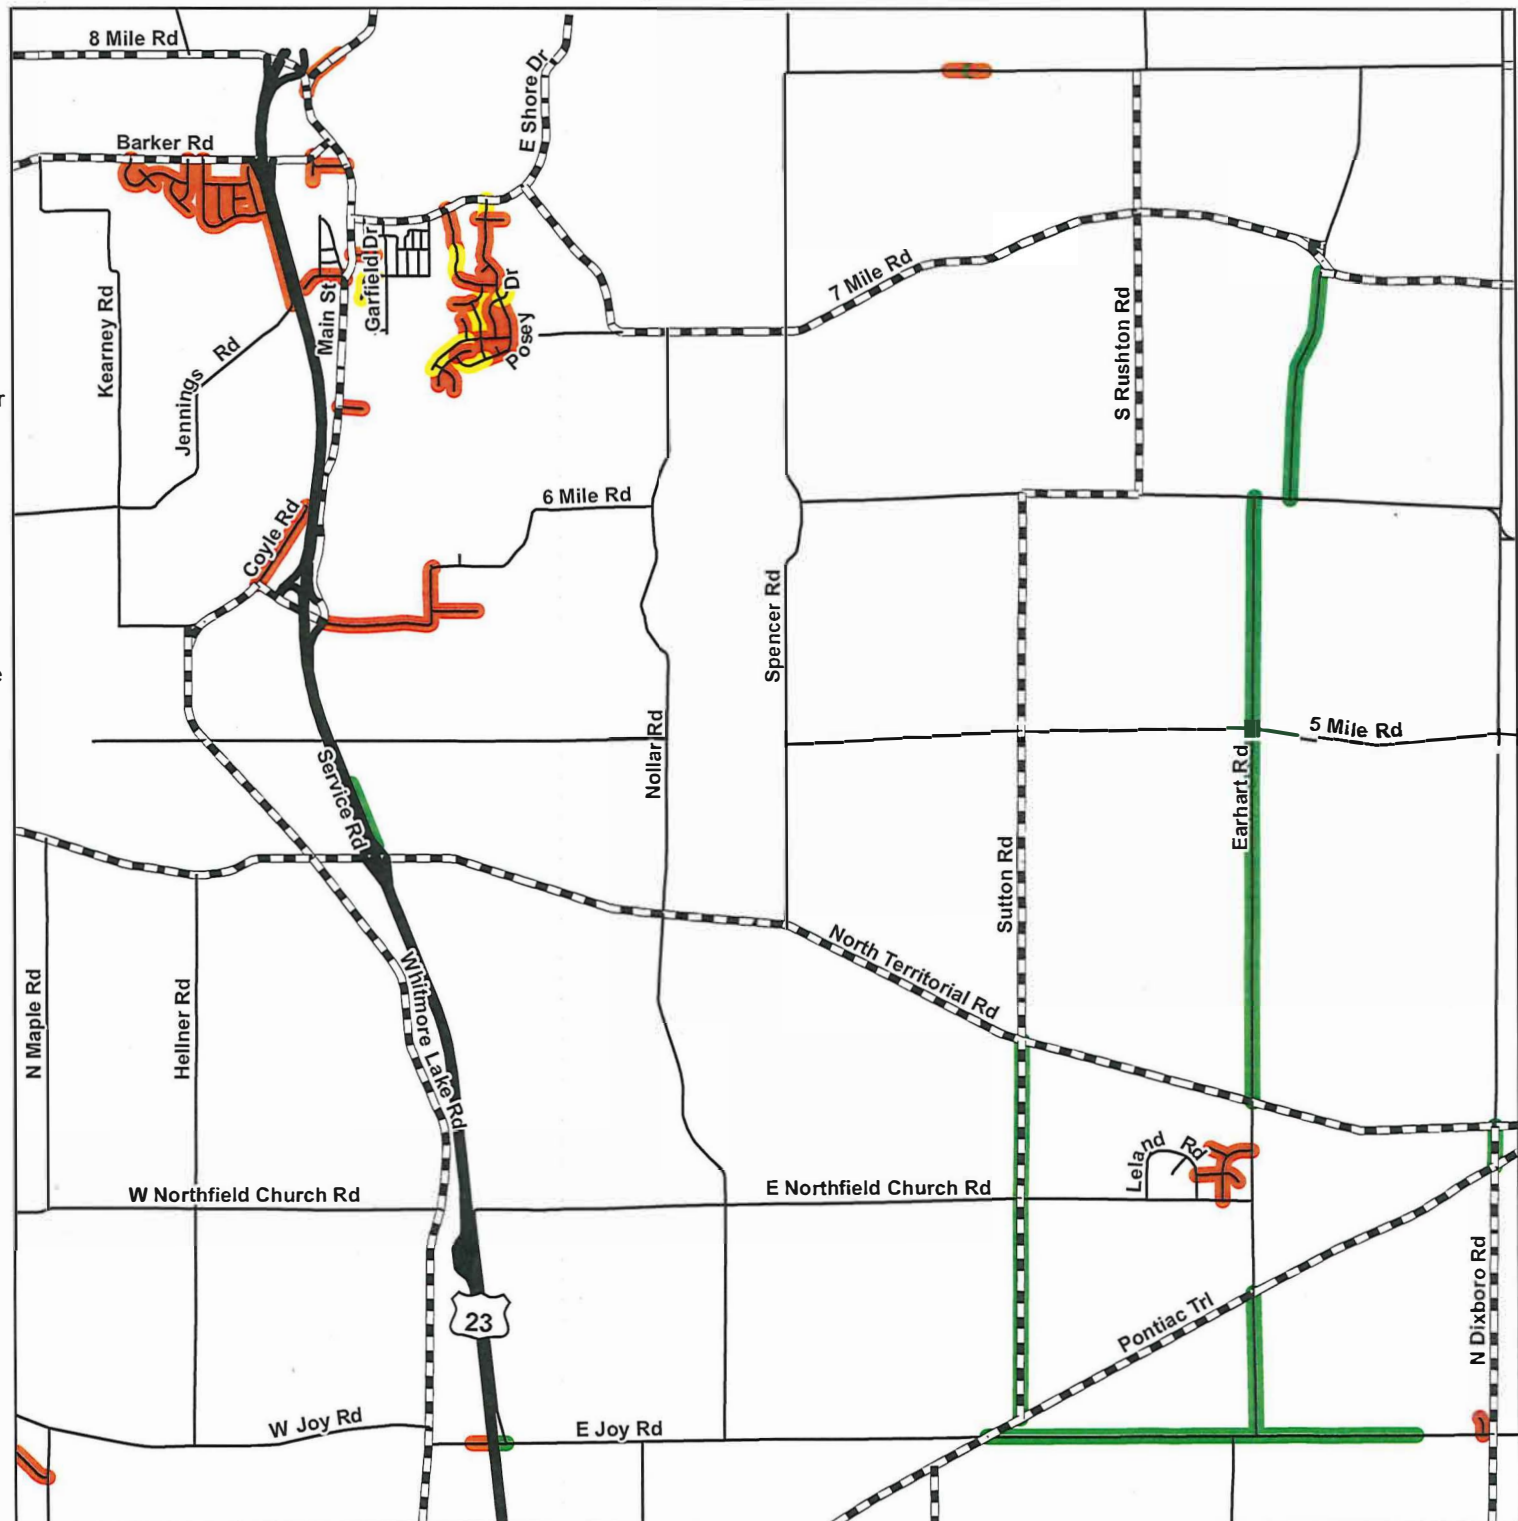 8 Mile Rd
E Shore Dr
Barker Rd
Kearney Rd
Jennings Rd
Main St
Garfield Dr
Posey Dr
7 Mile Rd
S Rushton Rd
Coyle Rd
6 Mile Rd
Spencer Rd
Nollar Rd
5 Mile Rd
Earhart Rd
Service Rd
Sutton Rd
North Territorial Rd
N Maple Rd
Hellner Rd
Whitmore Lake Rd
Leland Rd
W Northfield Church Rd
E Northfield Church Rd
23
Pontiac Trl
N Dixboro Rd
W Joy Rd
E Joy Rd